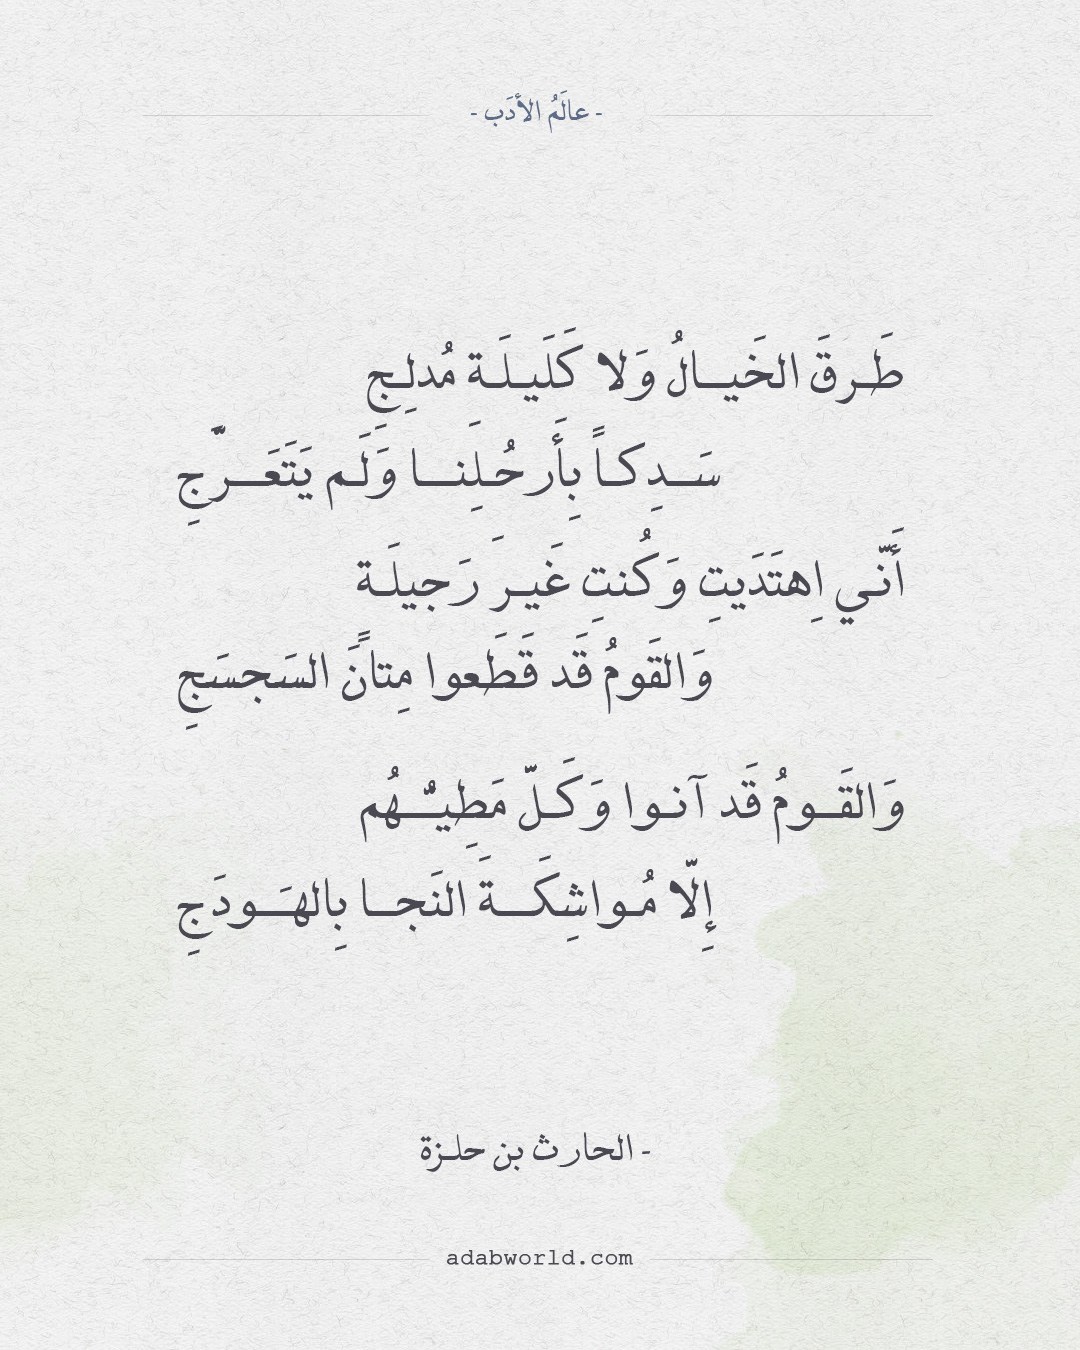 - عالَمُ الأدَب -
طَرقَ الخَيالُ وَلا كَلَيلَة مُدلِجِ
سَدِكاً بِأَرحُلِنا وَلَم يَتَعَرَّجِ
أَنّي اِهتَدَيتِ وَكُنتِ غَيرَ رَجيلَة
وَالقَومُ قَد قَطَعوا مِتانََ السَجسَجِ
وَالقَومُ قَد آنوا وَكَلّ مَطِيُّهُم
إِلّا مُواشِكَةَ النَجا بِالهَودَجِ
- الحارث بن حلزة
adabworld.com